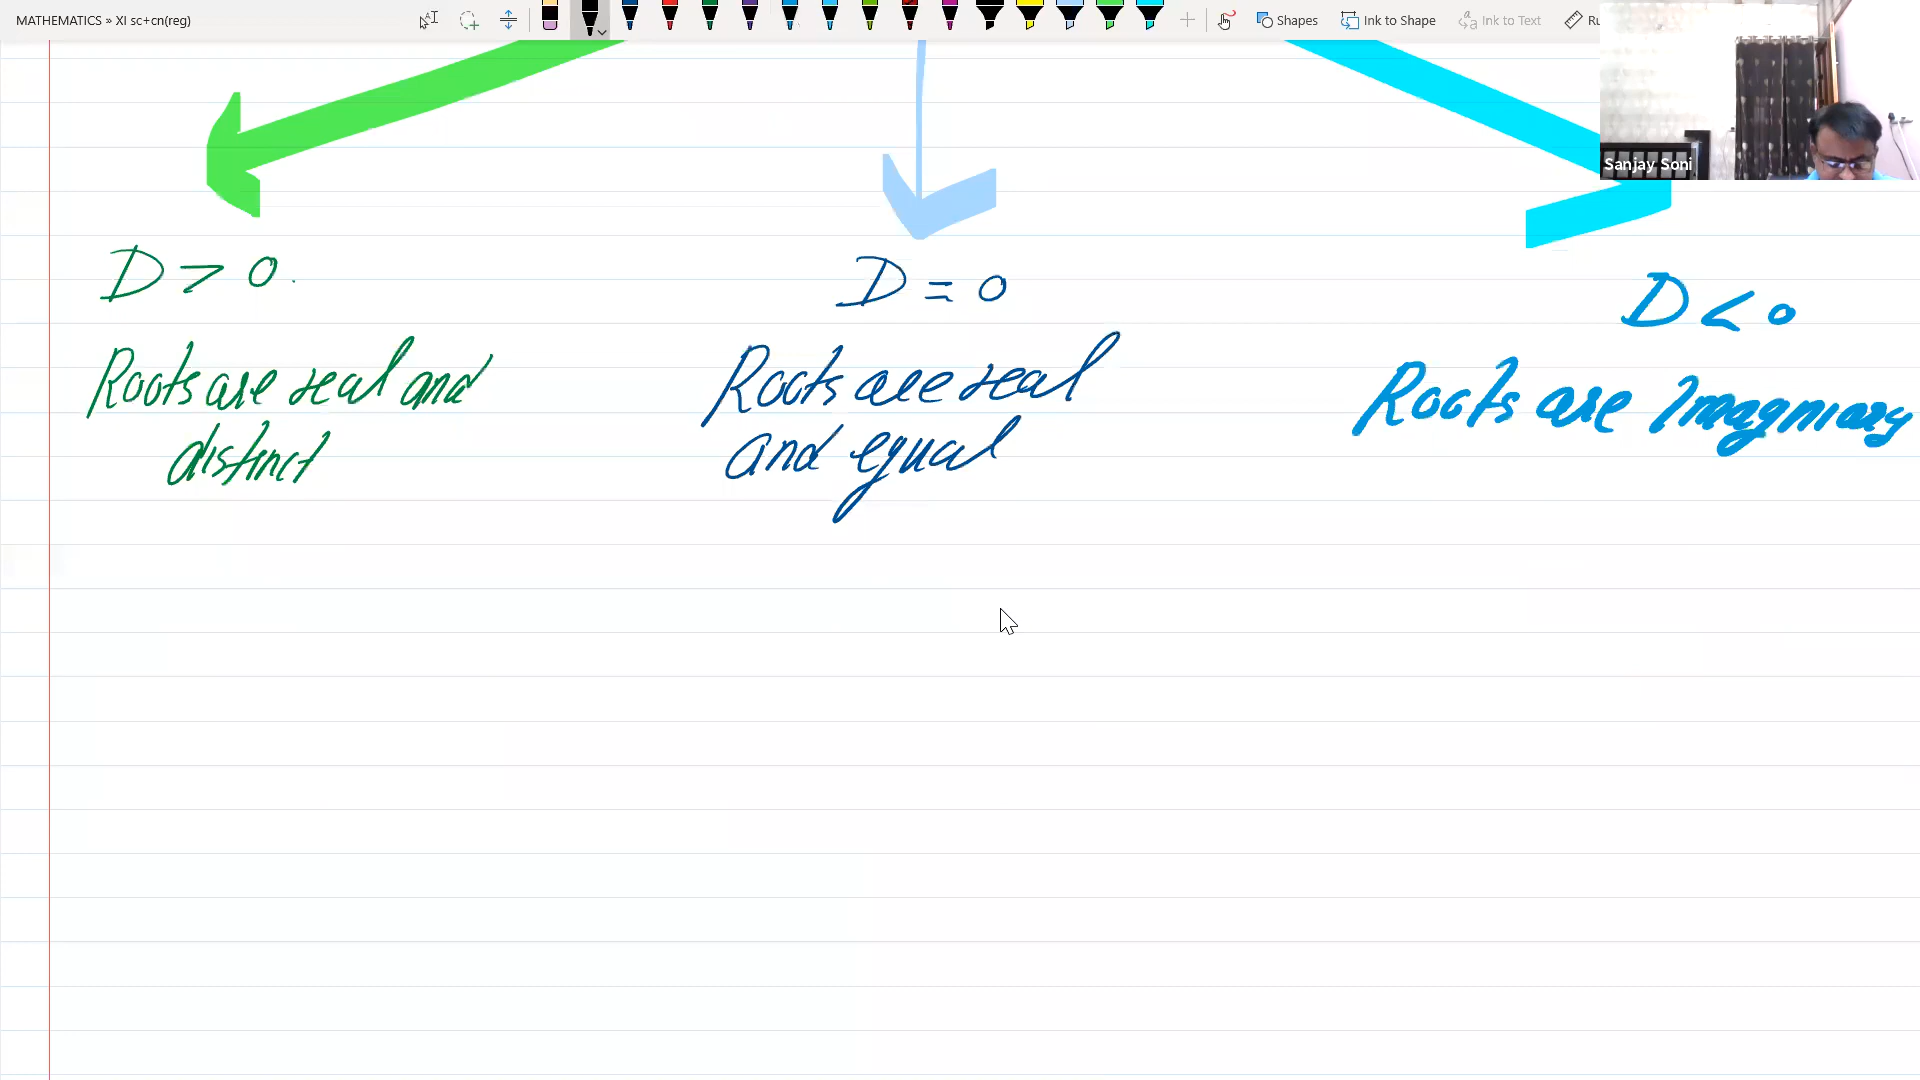 MATHEMATICS » XI sc+cn(reg)
Shapes
Ink to Shape
Ink to Text
Ru
Sanjay Soni
D > 0.
Roots are real and
distinct
D = 0
Roots are real
and equal
D < 0
Roots are Imaginary